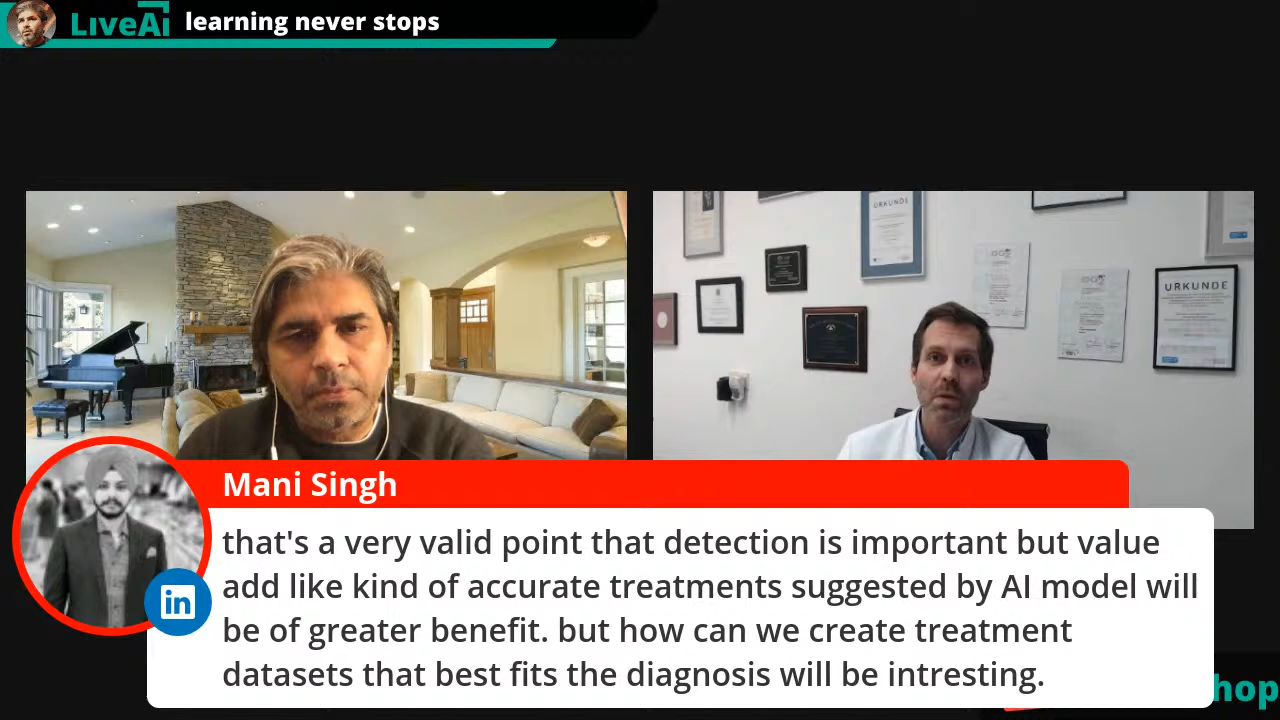 LiveAi learning never stops
URKUNDE
URKUNDE
Mani Singh
that's a very valid point that detection is important but value
add like kind of accurate treatments suggested by AI model will
be of greater benefit. but how can we create treatment
datasets that best fits the diagnosis will be intresting.
in
hop